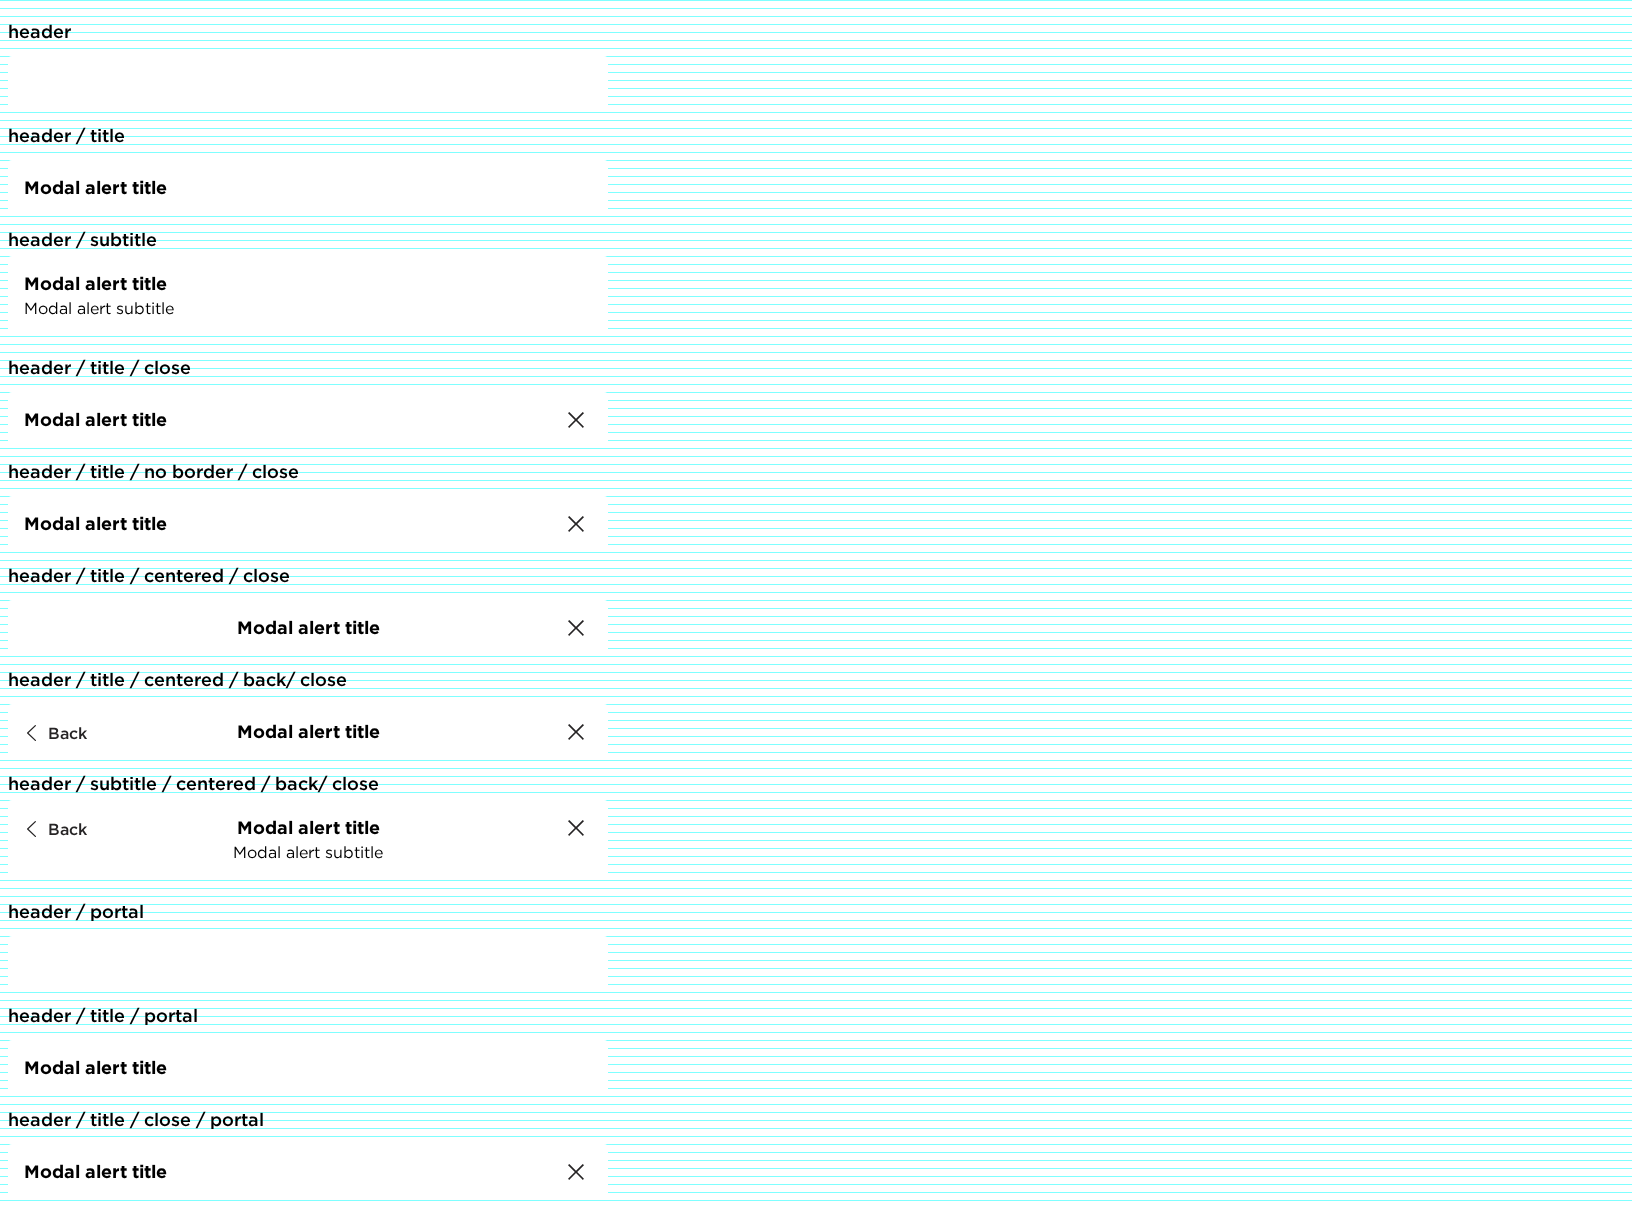 header
header / title
Modal alert title
header / subtitle
Modal alert title
Modal alert subtitle
header / title / close
Modal alert title
header / title / no border / close
Modal alert title
header / title / centered / close
Modal alert title
header / title / centered / back/ close
Back Modal alert title
header / subtitle / centered / back/ close
Back Modal alert title
Modal alert subtitle
header / portal
header / title / portal
Modal alert title
header / title / close / portal
Modal alert title